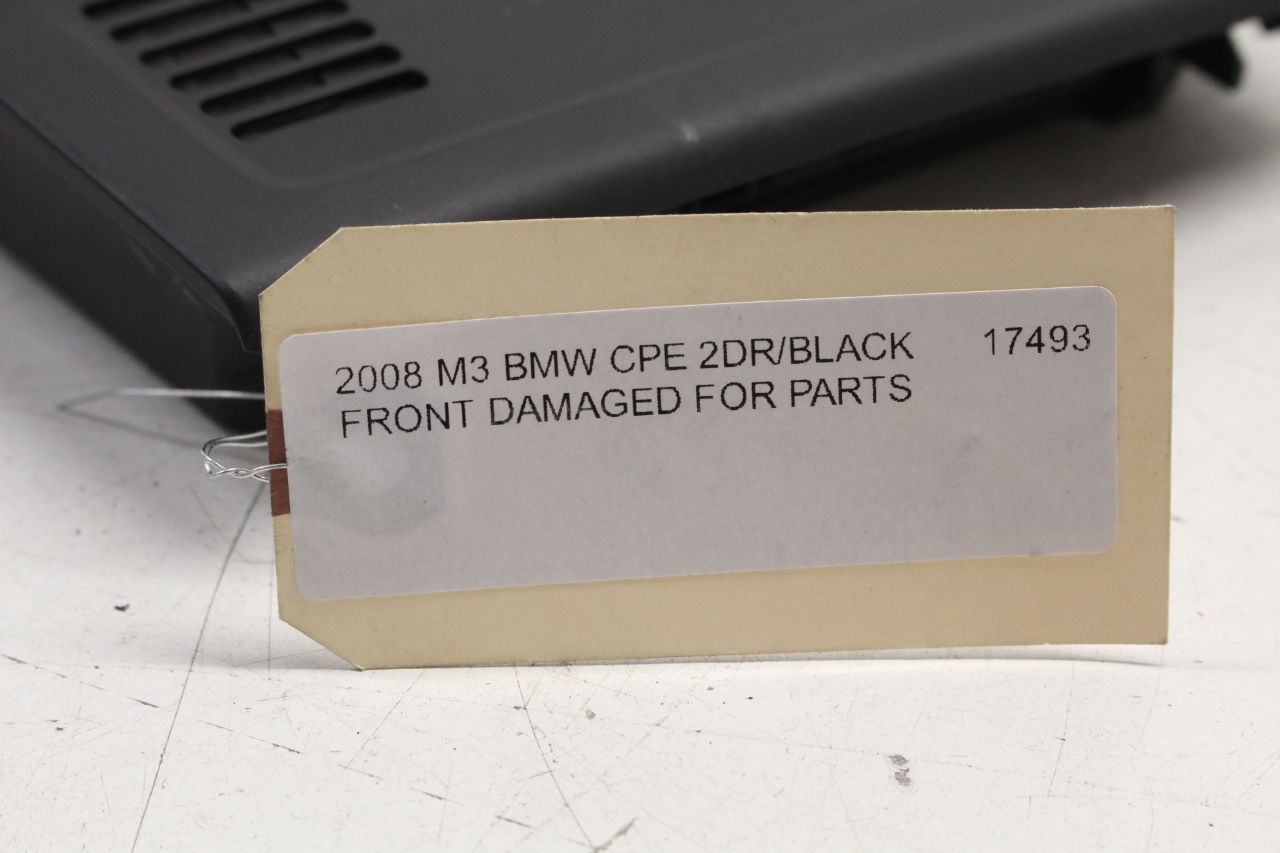 2008 M3 BMW CPE 2DR/BLACK 17493
FRONT DAMAGED FOR PARTS